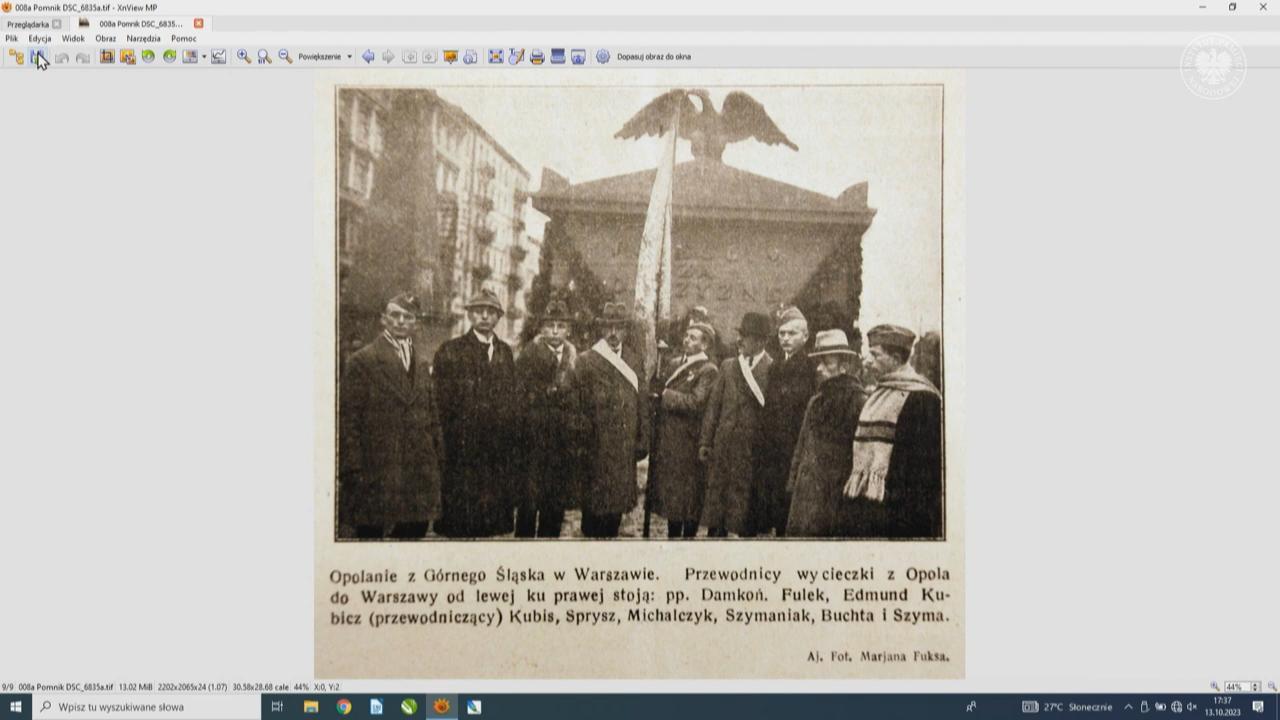 008a Pomnik DSC_6835a.tif - XnView MP
Przeglądarka
008a Pomnik DSC_6835...
Plik Edycja Widok Obraz Narzędzia Pomoc
Powiększenie
Dopasuj obraz do okna
Opolanie z Górnego Śląska w Warszawie. Przewodnicy wycieczki z Opola
do Warszawy od lewej ku prawej stoją: pp. Damkoń. Fulek, Edmund Ku-
bicz (przewodniczący) Kubis, Sprysz, Michalczyk, Szymaniak, Buchta i Szyma.
Aj. Fot. Marjana Fuksa.
9/9 008a Pomnik DSC_6835a.tif 13.02 MiB 2202x2065x24 (1.07) 30.58x28.68 cale 44% X:0, Y:2
44%
Wpisz tu wyszukiwane słowa
27°C Słonecznie
17:37
13.10.2023